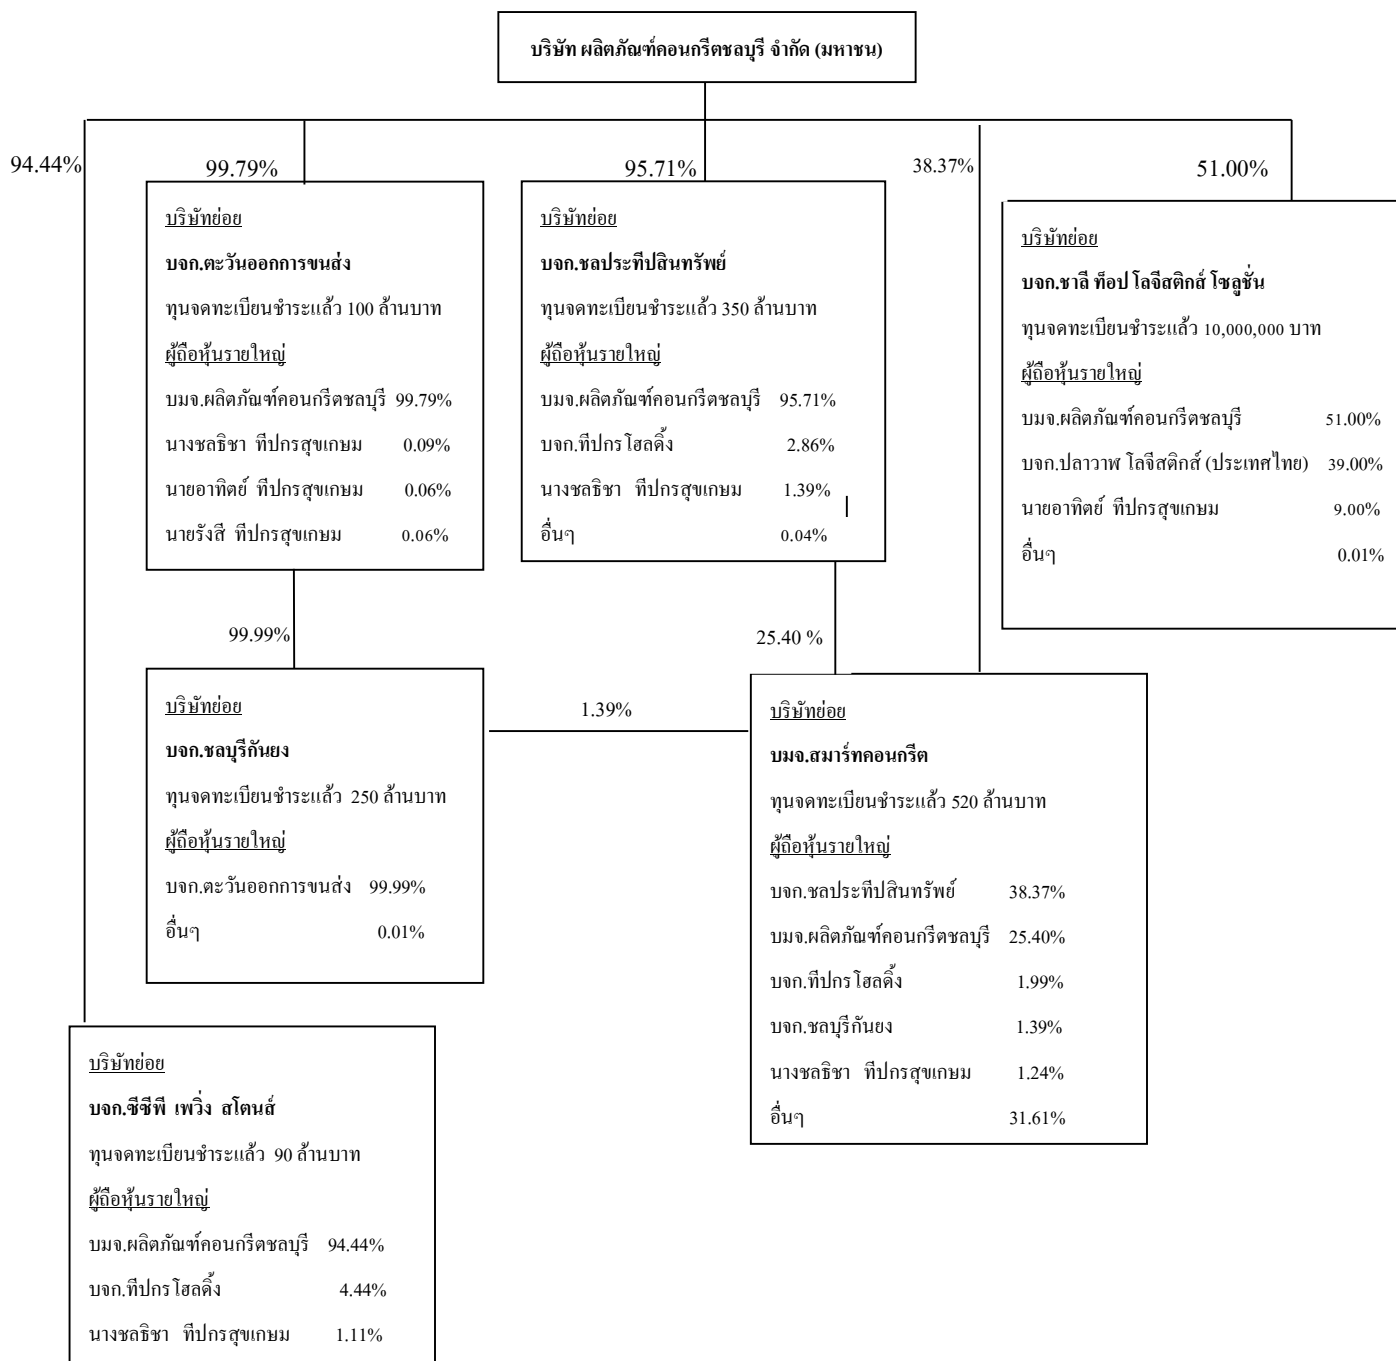 บริษัท ผลิตภัณฑ์คอนกรีตชลบุรี จำกัด (มหาชน)
94.44%
99.79%
95.71%
38.37%
51.00%
บริษัทย่อย
บจก.ตะวันออกการขนส่ง
ทุนจดทะเบียนชำระแล้ว 100 ล้านบาท
ผู้ถือหุ้นรายใหญ่
บมจ.ผลิตภัณฑ์คอนกรีตชลบุรี 99.79%
นางชลธิชา ทีปกรสุขเกษม 0.09%
นายอาทิตย์ ทีปกรสุขเกษม 0.06%
นายรังสี ทีปกรสุขเกษม 0.06%
บริษัทย่อย
บจก.ชลประทีปสินทรัพย์
ทุนจดทะเบียนชำระแล้ว 350 ล้านบาท
ผู้ถือหุ้นรายใหญ่
บมจ.ผลิตภัณฑ์คอนกรีตชลบุรี 95.71%
บจก.ทีปกร โฮลดิ้ง 2.86%
นางชลธิชา ทีปกรสุขเกษม 1.39%
อื่นๆ 0.04%
บริษัทย่อย
บจก.ชาลี ท็อป โลจีสติกส์ โซลูชั่น
ทุนจดทะเบียนชำระแล้ว 10,000,000 บาท
ผู้ถือหุ้นรายใหญ่
บมจ.ผลิตภัณฑ์คอนกรีตชลบุรี 51.00%
บจก.ปลาวาฬ โลจีสติกส์ (ประเทศไทย) 39.00%
นายอาทิตย์ ทีปกรสุขเกษม 9.00%
อื่นๆ 0.01%
99.99%
25.40 %
บริษัทย่อย
บจก.ชลบุรีกันยง
ทุนจดทะเบียนชำระแล้ว 250 ล้านบาท
ผู้ถือหุ้นรายใหญ่
บจก.ตะวันออกการขนส่ง 99.99%
อื่นๆ 0.01%
1.39%
บริษัทย่อย
บมจ.สมาร์ทคอนกรีต
ทุนจดทะเบียนชำระแล้ว 520 ล้านบาท
ผู้ถือหุ้นรายใหญ่
บจก.ชลประทีปสินทรัพย์ 38.37%
บมจ.ผลิตภัณฑ์คอนกรีตชลบุรี 25.40%
บจก.ทีปกร โฮลดิ้ง 1.99%
บจก.ชลบุรีกันยง 1.39%
นางชลธิชา ทีปกรสุขเกษม 1.24%
อื่นๆ 31.61%
บริษัทย่อย
บจก.ซีซีพี เพวิ่ง สโตนส์
ทุนจดทะเบียนชำระแล้ว 90 ล้านบาท
ผู้ถือหุ้นรายใหญ่
บมจ.ผลิตภัณฑ์คอนกรีตชลบุรี 94.44%
บจก.ทีปกร โฮลดิ้ง 4.44%
นางชลธิชา ทีปกรสุขเกษม 1.11%